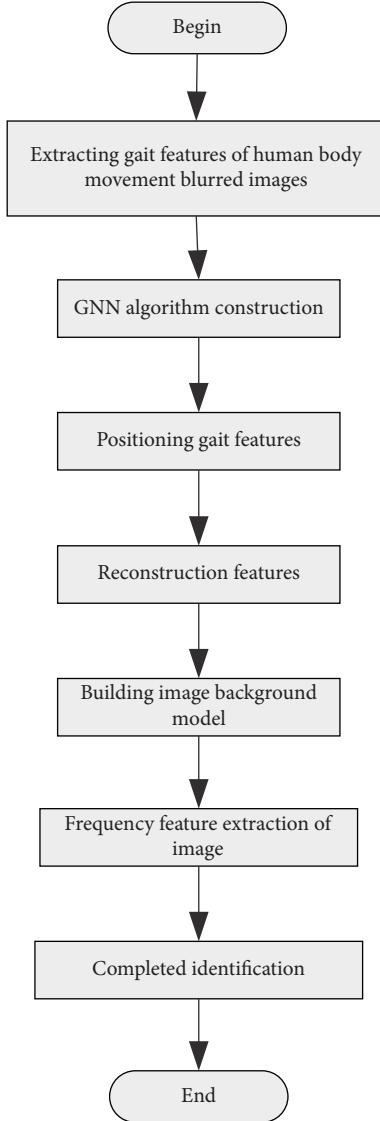 Begin
Extracting gait features of human body
movement blurred images
GNN algorithm construction
Positioning gait features
Reconstruction features
Building image background
model
Frequency feature extraction of
image
Completed identification
End